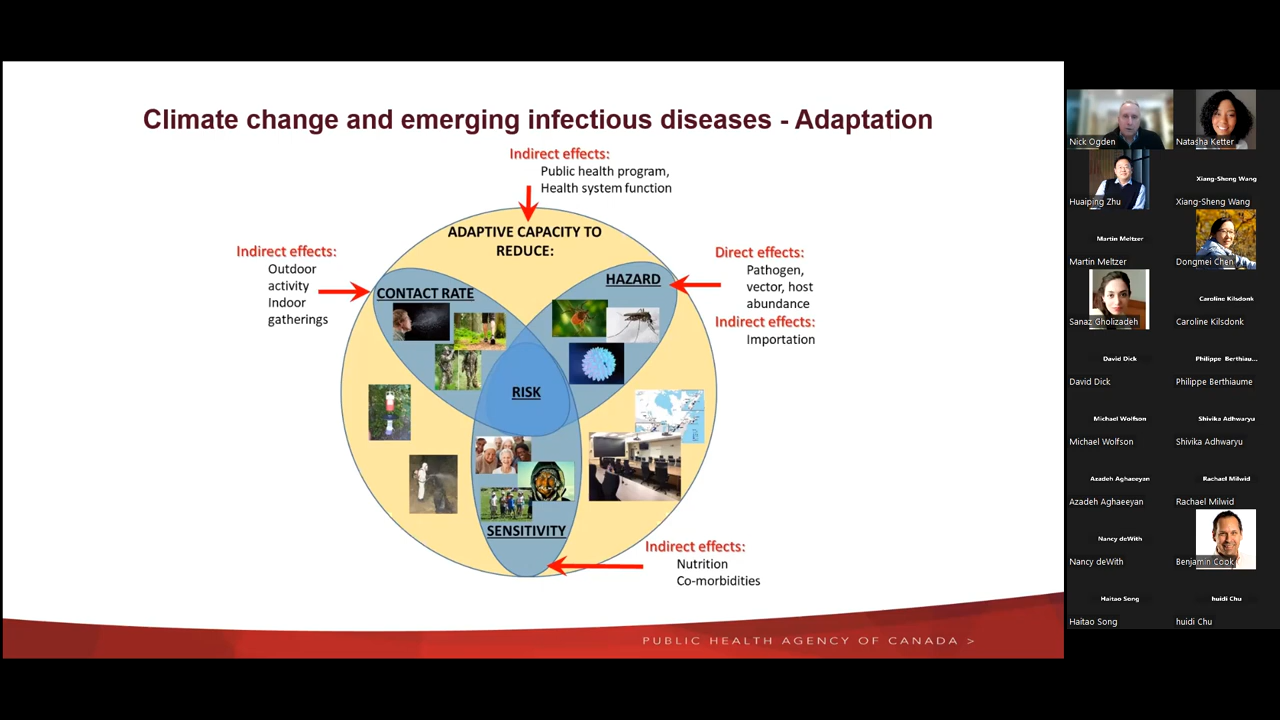 Climate change and emerging infectious diseases - Adaptation
Indirect effects:
Public health program,
Health system function
ADAPTIVE CAPACITY TO
REDUCE:
Indirect effects:
Outdoor
activity
Indoor
gatherings
CONTACT RATE
HAZARD
Direct effects:
Pathogen,
vector, host
abundance
Indirect effects:
Importation
RISK
SENSITIVITY
Indirect effects:
Nutrition
Co-morbidities
PUBLIC HEALTH AGENCY OF CANADA >
Nick Ogden
Natasha Ketter
Huaiping Zhu
Xiang-Sheng Wang
Xiang-Sheng Wang
Martin Meltzer
Martin Meltzer
Dongmei Chen
Sanaz Gholizadeh
Caroline Kilsdonk
Caroline Kilsdonk
David Dick
David Dick
Philippe Berthiau...
Philippe Berthiaume
Michael Wolfson
Michael Wolfson
Shivika Adhwaryu
Shivika Adhwaryu
Azadeh Aghaeeyan
Azadeh Aghaeeyan
Rachael Milwid
Rachael Milwid
Nancy deWith
Nancy deWith
Benjamin Cook
Haitao Song
Haitao Song
huidi Chu
huidi Chu